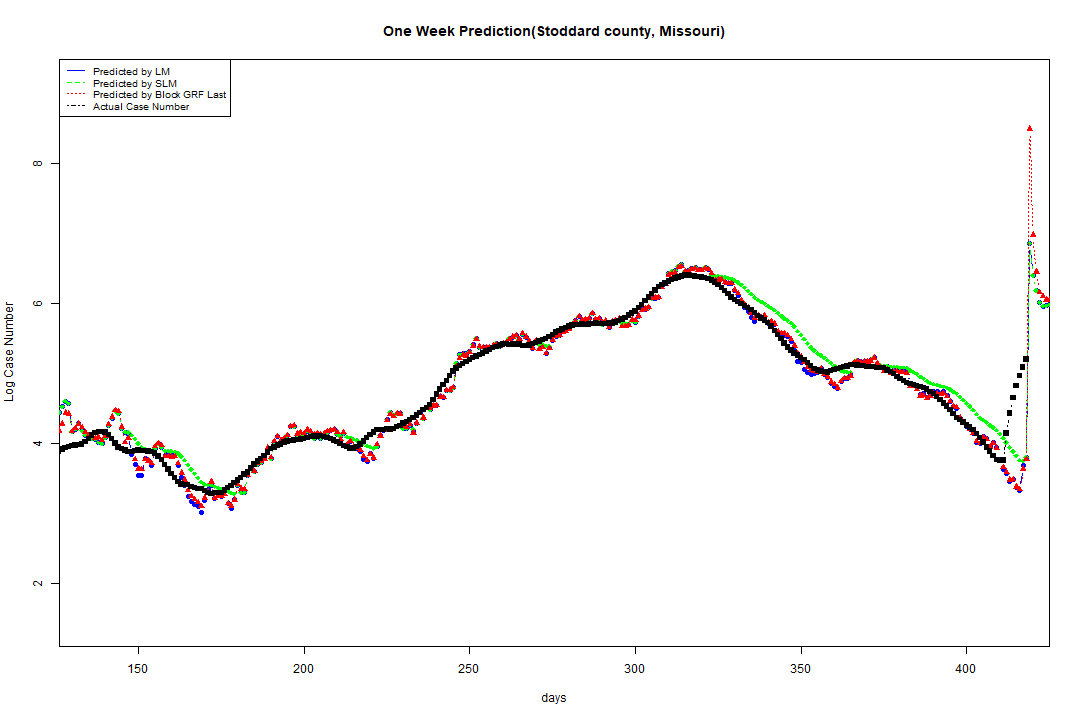 One Week Prediction(Stoddard county, Missouri)
Predicted by LM
Predicted by SLM
Predicted by Block GRF Last
Actual Case Number
Log Case Number
8
6
4
2
150 200 250 300 350 400
days